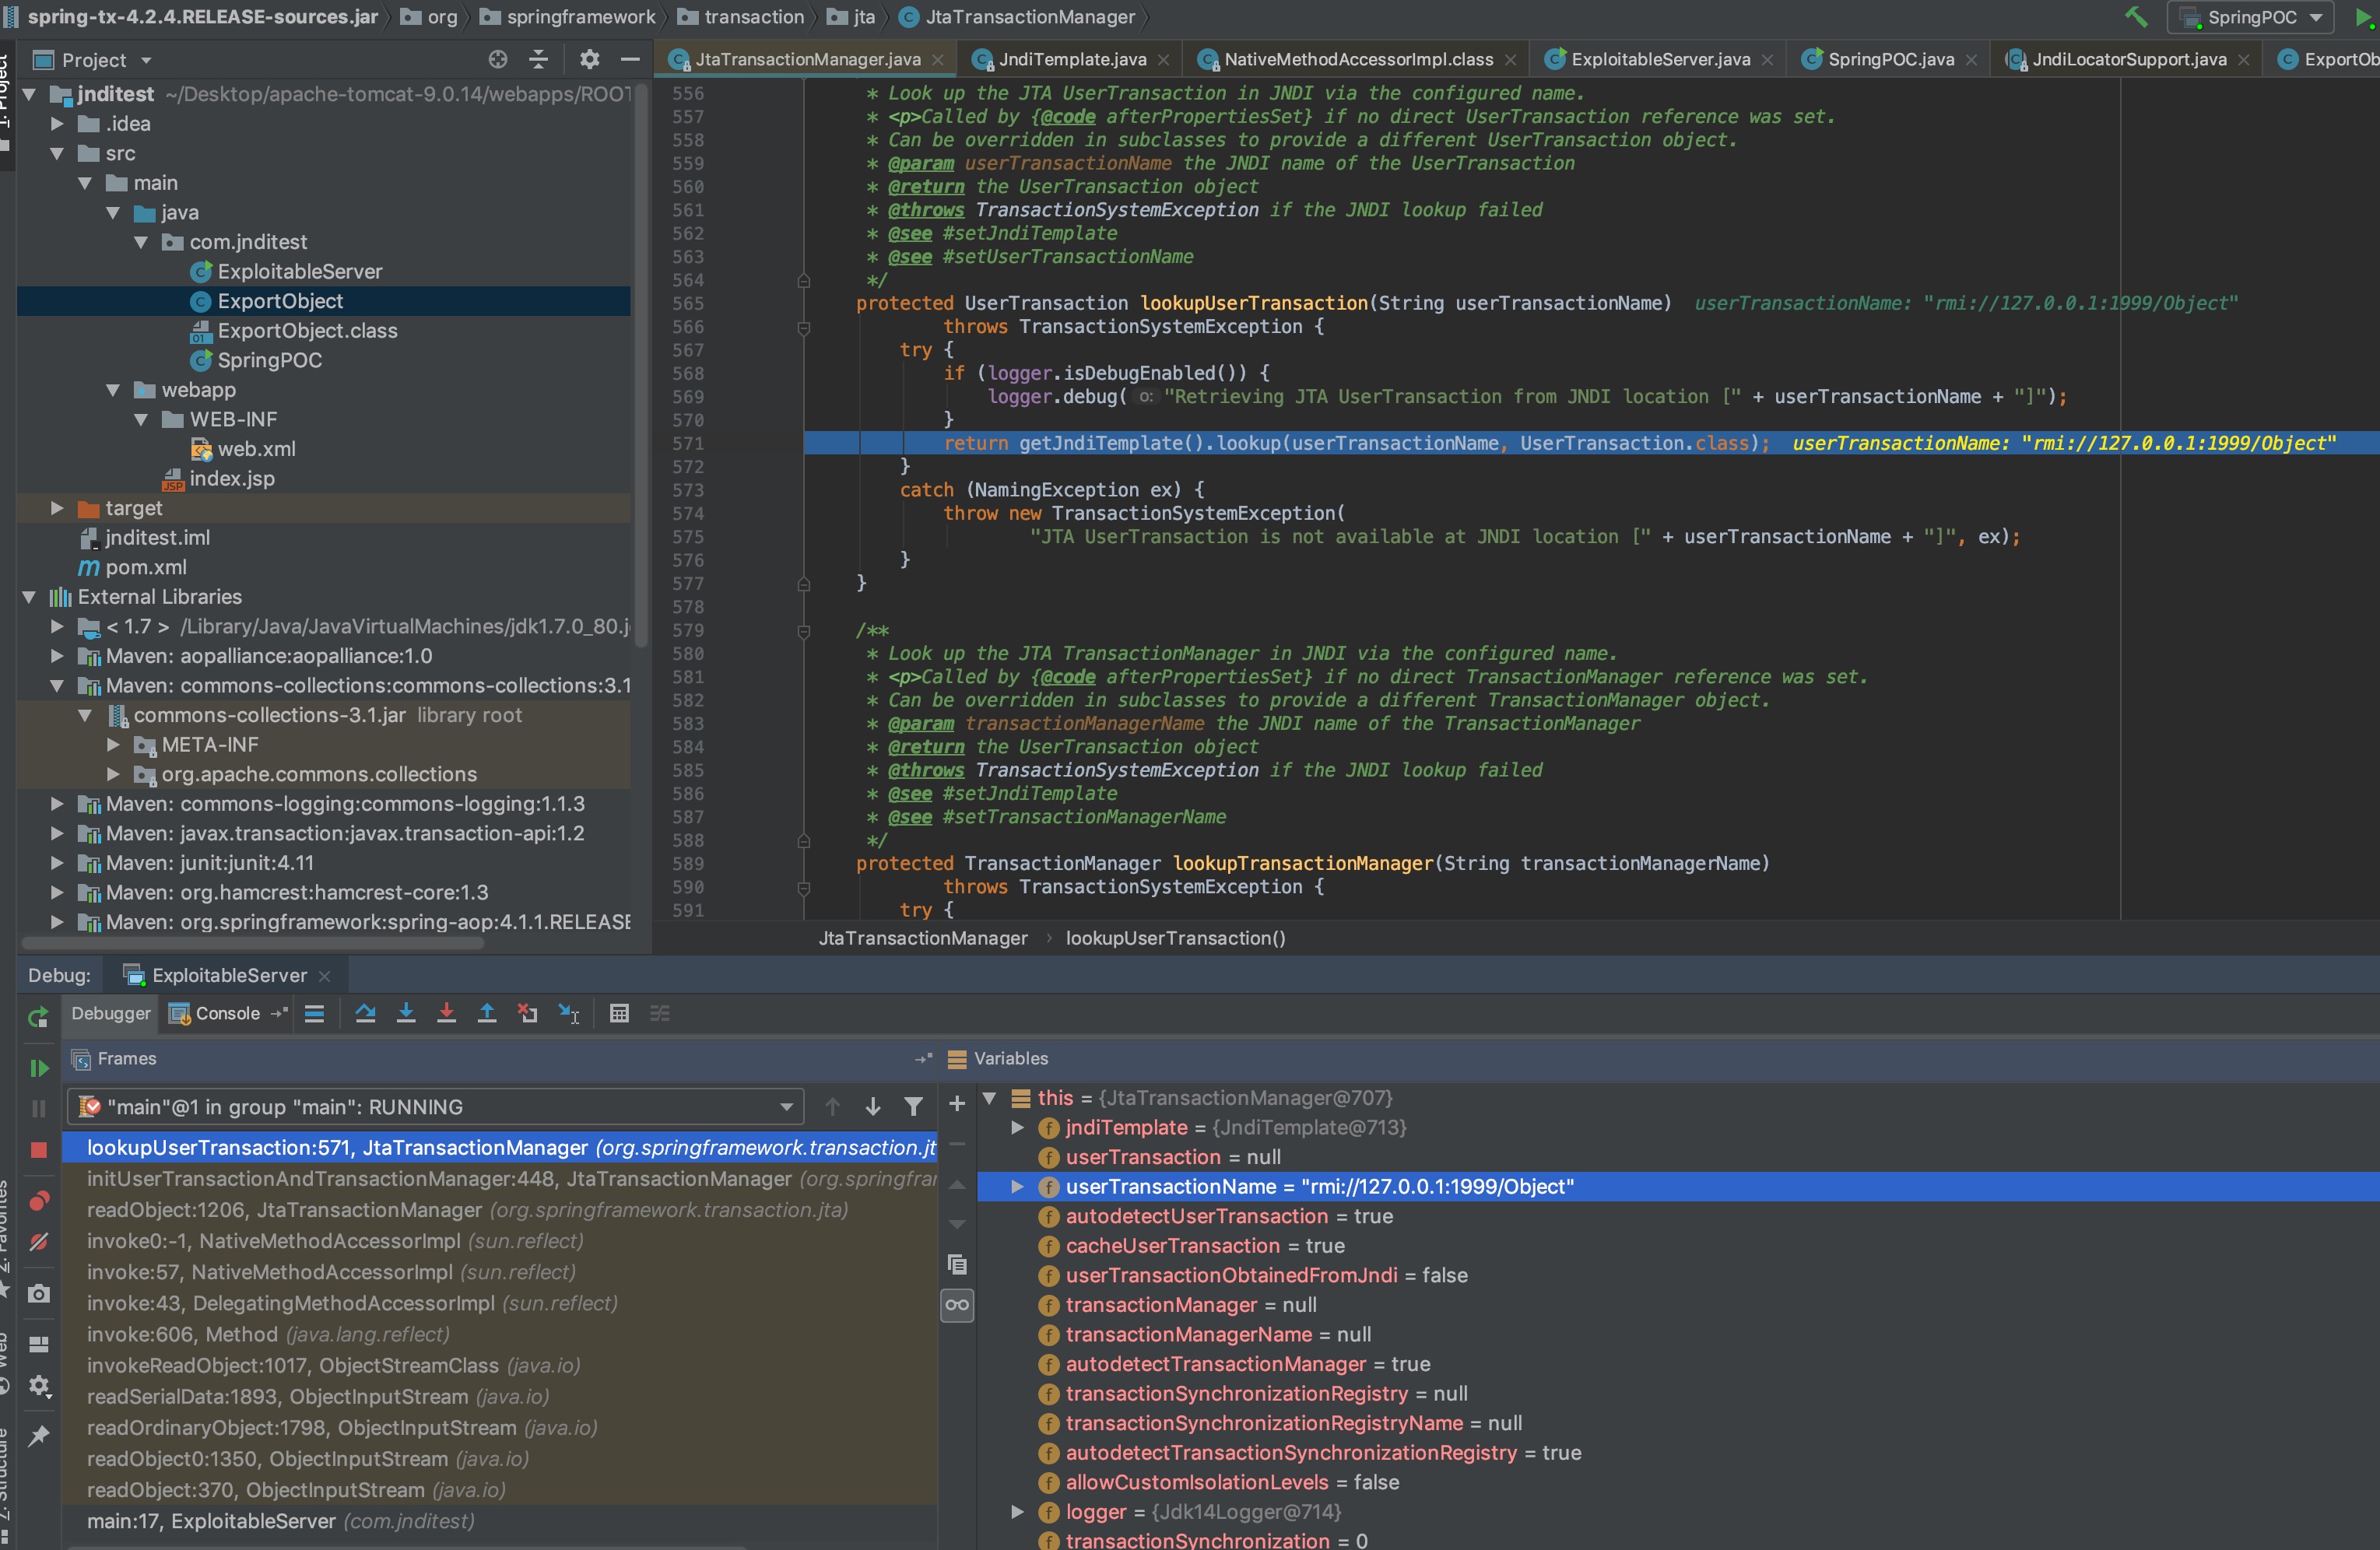 spring-tx-4.2.4.RELEASE-sources.jar org springframework transaction jta JtaTransactionManager SpringPOC
Project
JtaTransactionManager.java JndiTemplate.java NativeMethodAccessorImpl.class ExploitableServer.java SpringPOC.java JndiLocatorSupport.java ExportOb
1: Project
jnditest ~/Desktop/apache-tomcat-9.0.14/webapps/ROOT
.idea
src
main
java
com.jnditest
ExploitableServer
ExportObject
ExportObject.class
SpringPOC
webapp
WEB-INF
web.xml
index.jsp
target
jnditest.iml
pom.xml
External Libraries
< 1.7 > /Library/Java/JavaVirtualMachines/jdk1.7.0_80.j
Maven: aopalliance:aopalliance:1.0
Maven: commons-collections:commons-collections:3.1
commons-collections-3.1.jar library root
META-INF
org.apache.commons.collections
Maven: commons-logging:commons-logging:1.1.3
Maven: javax.transaction:javax.transaction-api:1.2
Maven: junit:junit:4.11
Maven: org.hamcrest:hamcrest-core:1.3
Maven: org.springframework:spring-aop:4.1.1.RELEASE
556 * Look up the JTA UserTransaction in JNDI via the configured name.
557 * <p>Called by {@code afterPropertiesSet} if no direct UserTransaction reference was set.
558 * Can be overridden in subclasses to provide a different UserTransaction object.
559 * @param userTransactionName the JNDI name of the UserTransaction
560 * @return the UserTransaction object
561 * @throws TransactionSystemException if the JNDI lookup failed
562 * @see #setJndiTemplate
563 * @see #setUserTransactionName
564 */
565 protected UserTransaction lookupUserTransaction(String userTransactionName) userTransactionName: "rmi://127.0.0.1:1999/Object"
566 throws TransactionSystemException {
567 try {
568 if (logger.isDebugEnabled()) {
569 logger.debug( o: "Retrieving JTA UserTransaction from JNDI location [" + userTransactionName + "]");
570 }
571 return getJndiTemplate().lookup(userTransactionName, UserTransaction.class); userTransactionName: "rmi://127.0.0.1:1999/Object"
572 }
573 catch (NamingException ex) {
574 throw new TransactionSystemException(
575 "JTA UserTransaction is not available at JNDI location [" + userTransactionName + "]", ex);
576 }
577 }
578
579 /**
580 * Look up the JTA TransactionManager in JNDI via the configured name.
581 * <p>Called by {@code afterPropertiesSet} if no direct TransactionManager reference was set.
582 * Can be overridden in subclasses to provide a different TransactionManager object.
583 * @param transactionManagerName the JNDI name of the TransactionManager
584 * @return the UserTransaction object
585 * @throws TransactionSystemException if the JNDI lookup failed
586 * @see #setJndiTemplate
587 * @see #setTransactionManagerName
588 */
589 protected TransactionManager lookupTransactionManager(String transactionManagerName)
590 throws TransactionSystemException {
591 try {
JtaTransactionManager › lookupUserTransaction()
Debug: ExploitableServer
Debugger Console
Frames
"main"@1 in group "main": RUNNING
lookupUserTransaction:571, JtaTransactionManager (org.springframework.transaction.jt
initUserTransactionAndTransactionManager:448, JtaTransactionManager (org.springfrar
readObject:1206, JtaTransactionManager (org.springframework.transaction.jta)
invoke0:-1, NativeMethodAccessorImpl (sun.reflect)
invoke:57, NativeMethodAccessorImpl (sun.reflect)
invoke:43, DelegatingMethodAccessorImpl (sun.reflect)
invoke:606, Method (java.lang.reflect)
invokeReadObject:1017, ObjectStreamClass (java.io)
readSerialData:1893, ObjectInputStream (java.io)
readOrdinaryObject:1798, ObjectInputStream (java.io)
readObject0:1350, ObjectInputStream (java.io)
readObject:370, ObjectInputStream (java.io)
main:17, ExploitableServer (com.jnditest)
Variables
this = {JtaTransactionManager@707}
jndiTemplate = {JndiTemplate@713}
userTransaction = null
userTransactionName = "rmi://127.0.0.1:1999/Object"
autodetectUserTransaction = true
cacheUserTransaction = true
userTransactionObtainedFromJndi = false
transactionManager = null
transactionManagerName = null
autodetectTransactionManager = true
transactionSynchronizationRegistry = null
transactionSynchronizationRegistryName = null
autodetectTransactionSynchronizationRegistry = true
allowCustomIsolationLevels = false
logger = {Jdk14Logger@714}
transactionSynchronization = 0
2: Favorites
Web
7: Structure